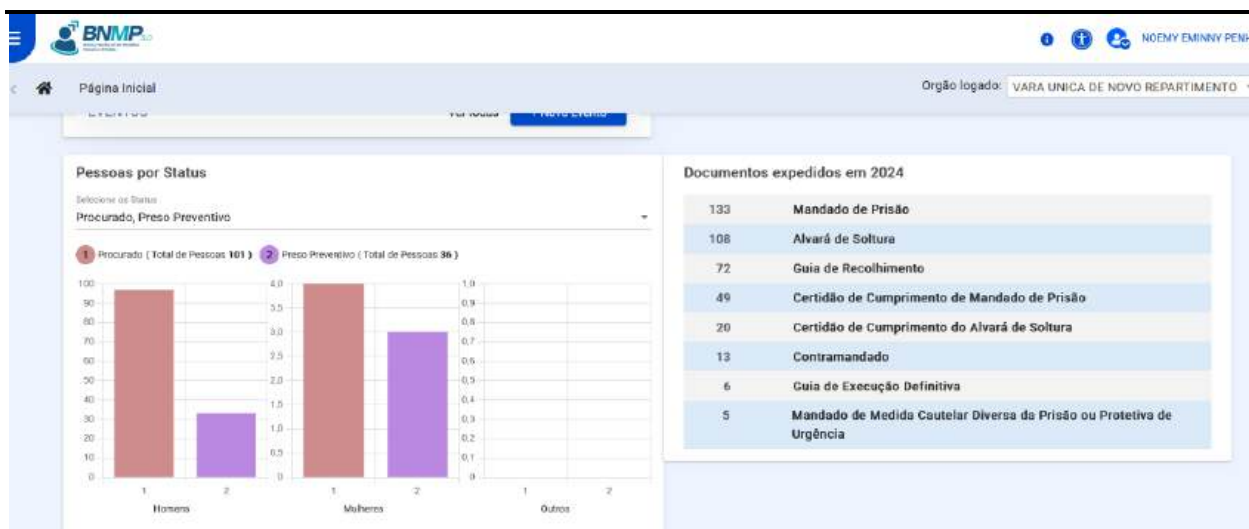 BNMP
NOEMY EMINNY PENH
Página Inicial
Orgão logado: VARA UNICA DE NOVO REPARTIMENTO
EVENTOS
Ver todas
+ Novo Evento
Pessoas por Status
Selecione os Status
Procurado, Preso Preventivo
1 Procurado ( Total de Pessoas 101 ) 2 Preso Preventivo ( Total de Pessoas 36 )
100
90
80
70
60
50
40
30
20
10
0
1 2
Homens
4,0
3,5
3,0
2,5
2,0
1,5
1,0
0,5
0
1 2
Mulheres
1,0
0,9
0,8
0,7
0,6
0,5
0,4
0,3
0,2
0,1
0
1 2
Outros
Documentos expedidos em 2024
133 Mandado de Prisão
108 Alvará de Soltura
72 Guia de Recolhimento
49 Certidão de Cumprimento de Mandado de Prisão
20 Certidão de Cumprimento do Alvará de Soltura
13 Contramandado
6 Guia de Execução Definitiva
5 Mandado de Medida Cautelar Diversa da Prisão ou Protetiva de
Urgência